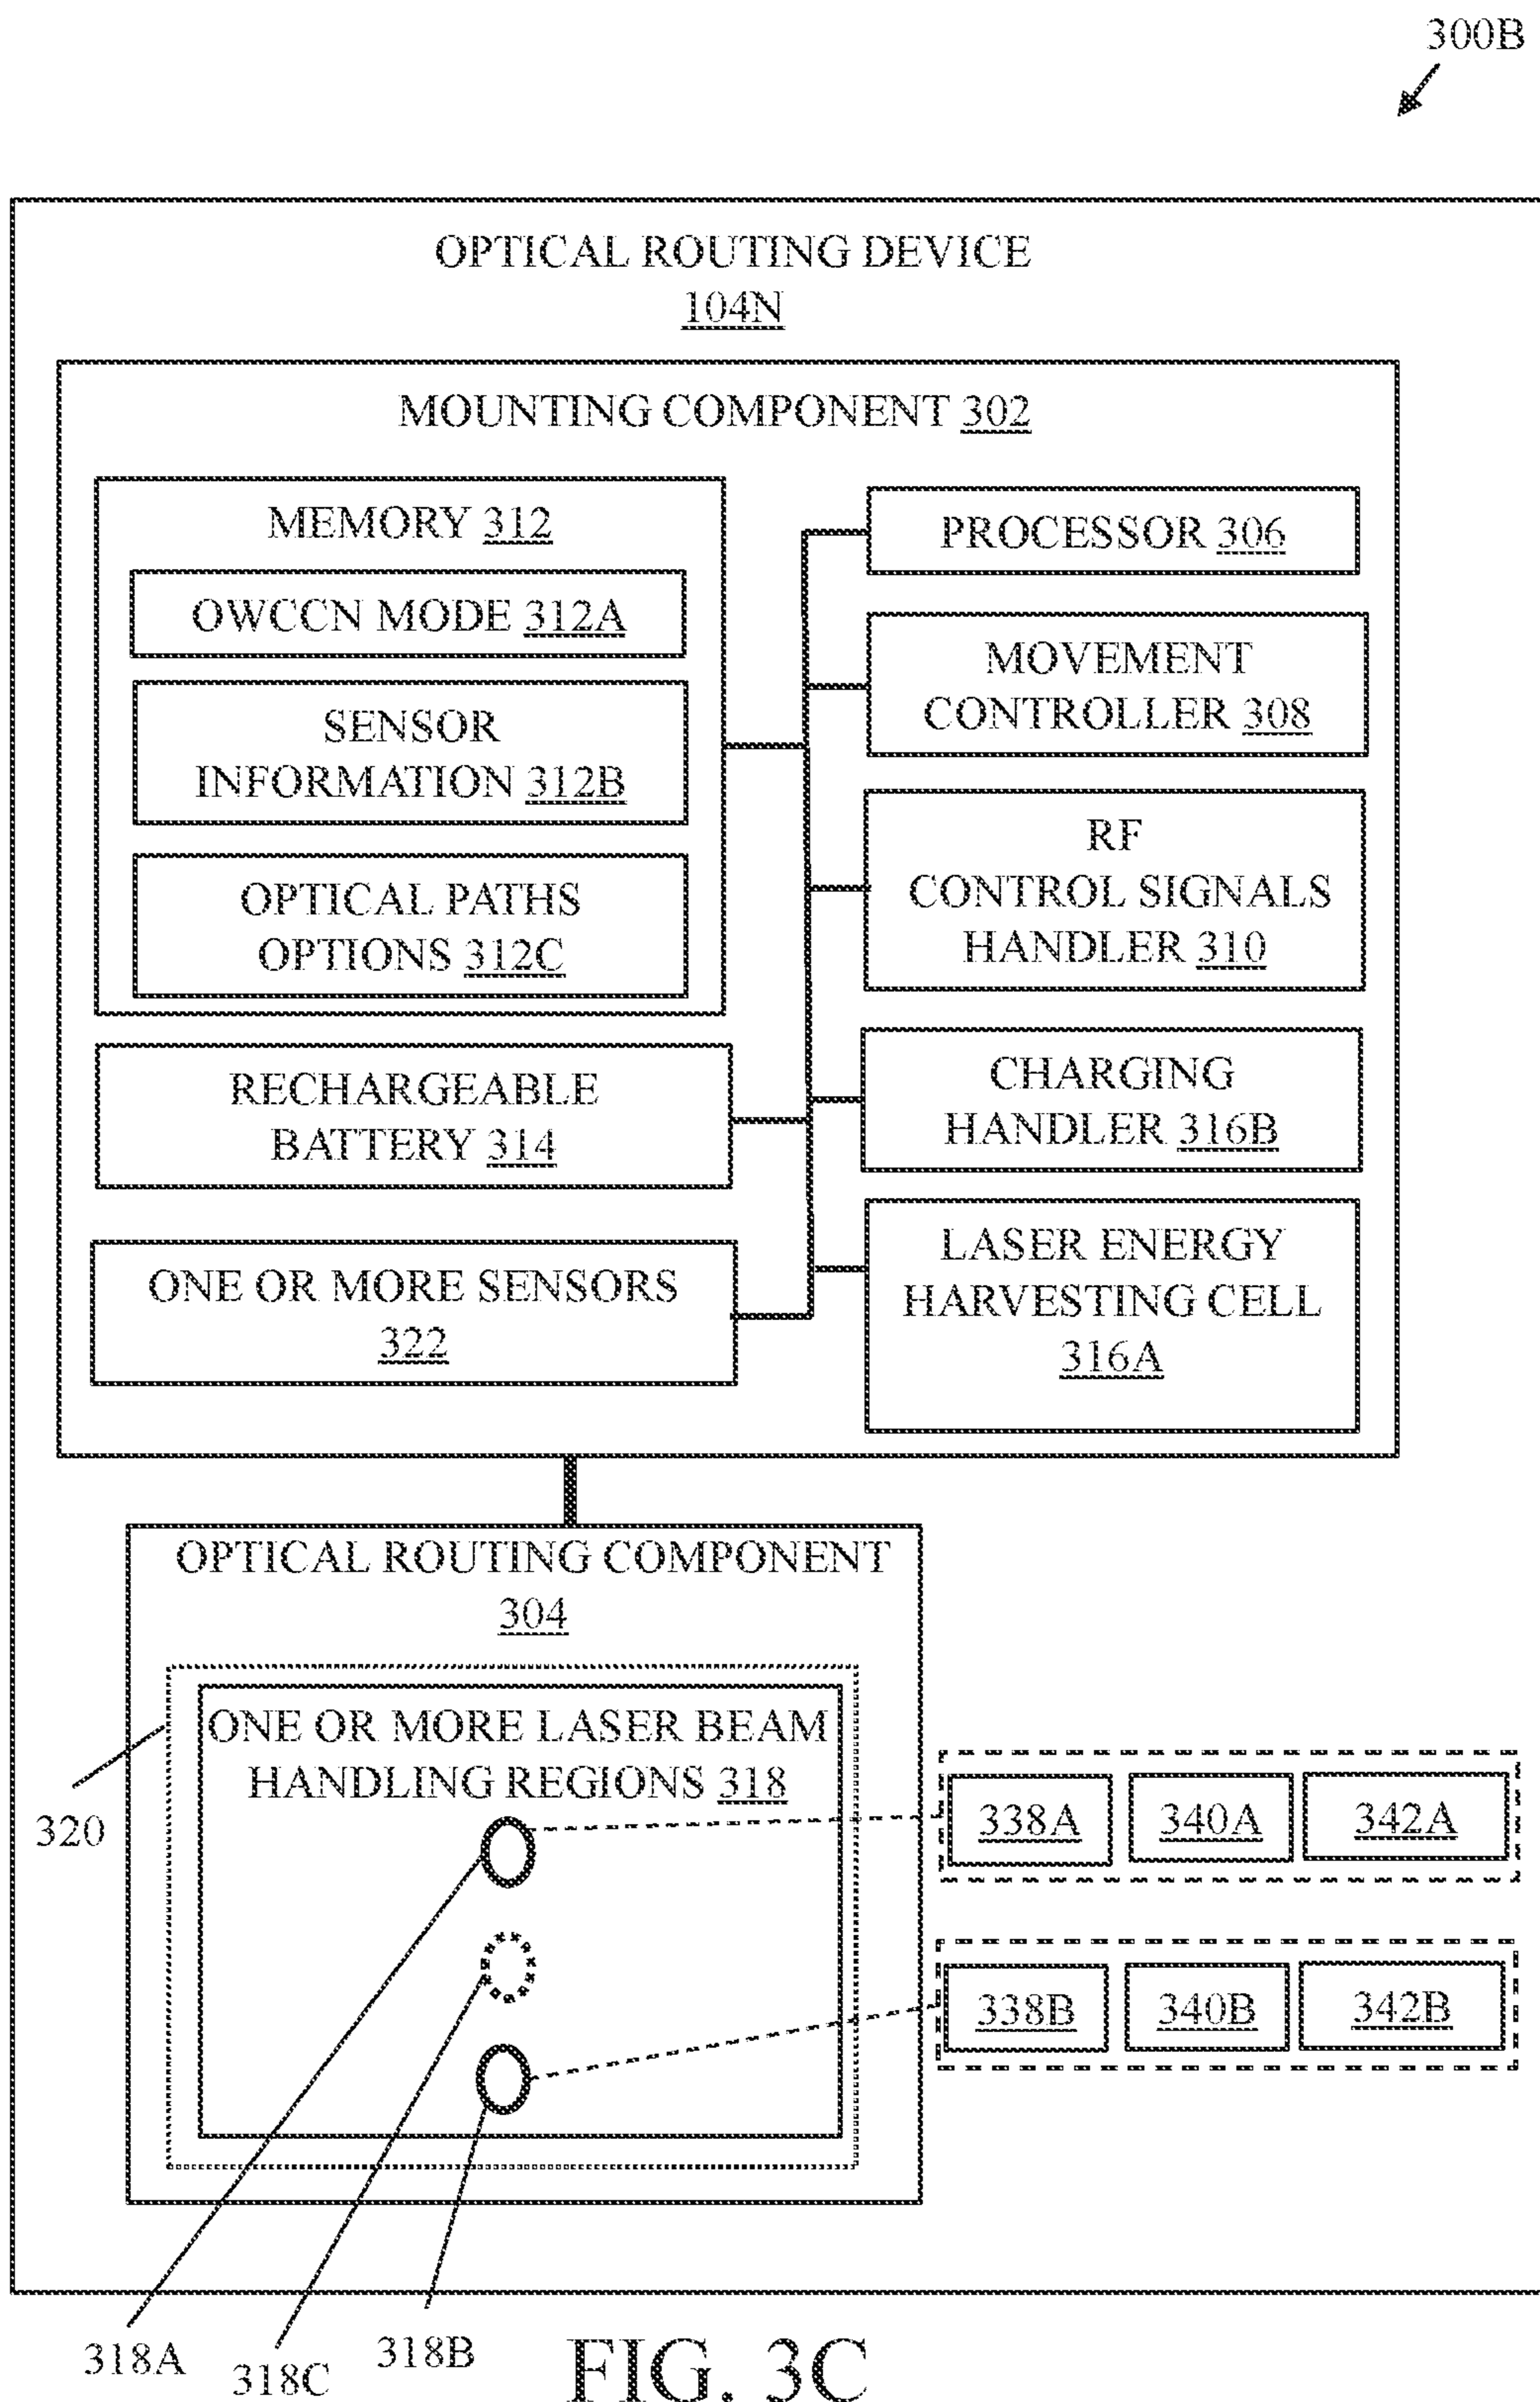 300B
OPTICAL ROUTING DEVICE
104N
MOUNTING COMPONENT 302
MEMORY 312
OWCCN MODE 312A
SENSOR
INFORMATION 312B
OPTICAL PATHS
OPTIONS 312C
RECHARGEABLE
BATTERY 314
ONE OR MORE SENSORS
322
PROCESSOR 306
MOVEMENT
CONTROLLER 308
RF
CONTROL SIGNALS
HANDLER 310
CHARGING
HANDLER 316B
LASER ENERGY
HARVESTING CELL
316A
OPTICAL ROUTING COMPONENT
304
ONE OR MORE LASER BEAM
HANDLING REGIONS 318
320
338A 340A 342A
338B 340B 342B
318A 318C 318B
FIG. 3C